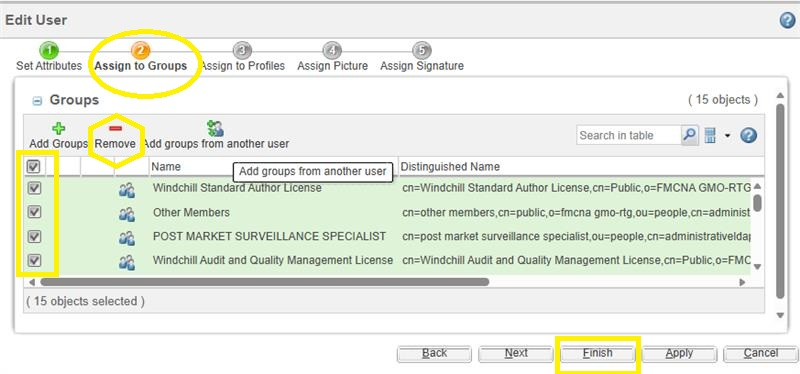 Edit User
?
1 2 3 4 5
Set Attributes Assign to Groups Assign to Profiles Assign Picture Assign Signature
Groups ( 15 objects )
Add Groups Remove Add groups from another user Search in table ?
Name Distinguished Name
Add groups from another user
Windchill Standard Author License cn=Windchill Standard Author License,cn=Public,o=FMCNA GMO-RTG
Other Members cn=other members,cn=public,o=fmcna gmo-rtg,ou=people,cn=administ
POST MARKET SURVEILLANCE SPECIALIST cn=post market surveillance specialist,ou=people,cn=administrativeldap
Windchill Audit and Quality Management License cn=Windchill Audit and Quality Management License,cn=Public,o=FMC
( 15 objects selected )
Back Next Finish Apply Cancel